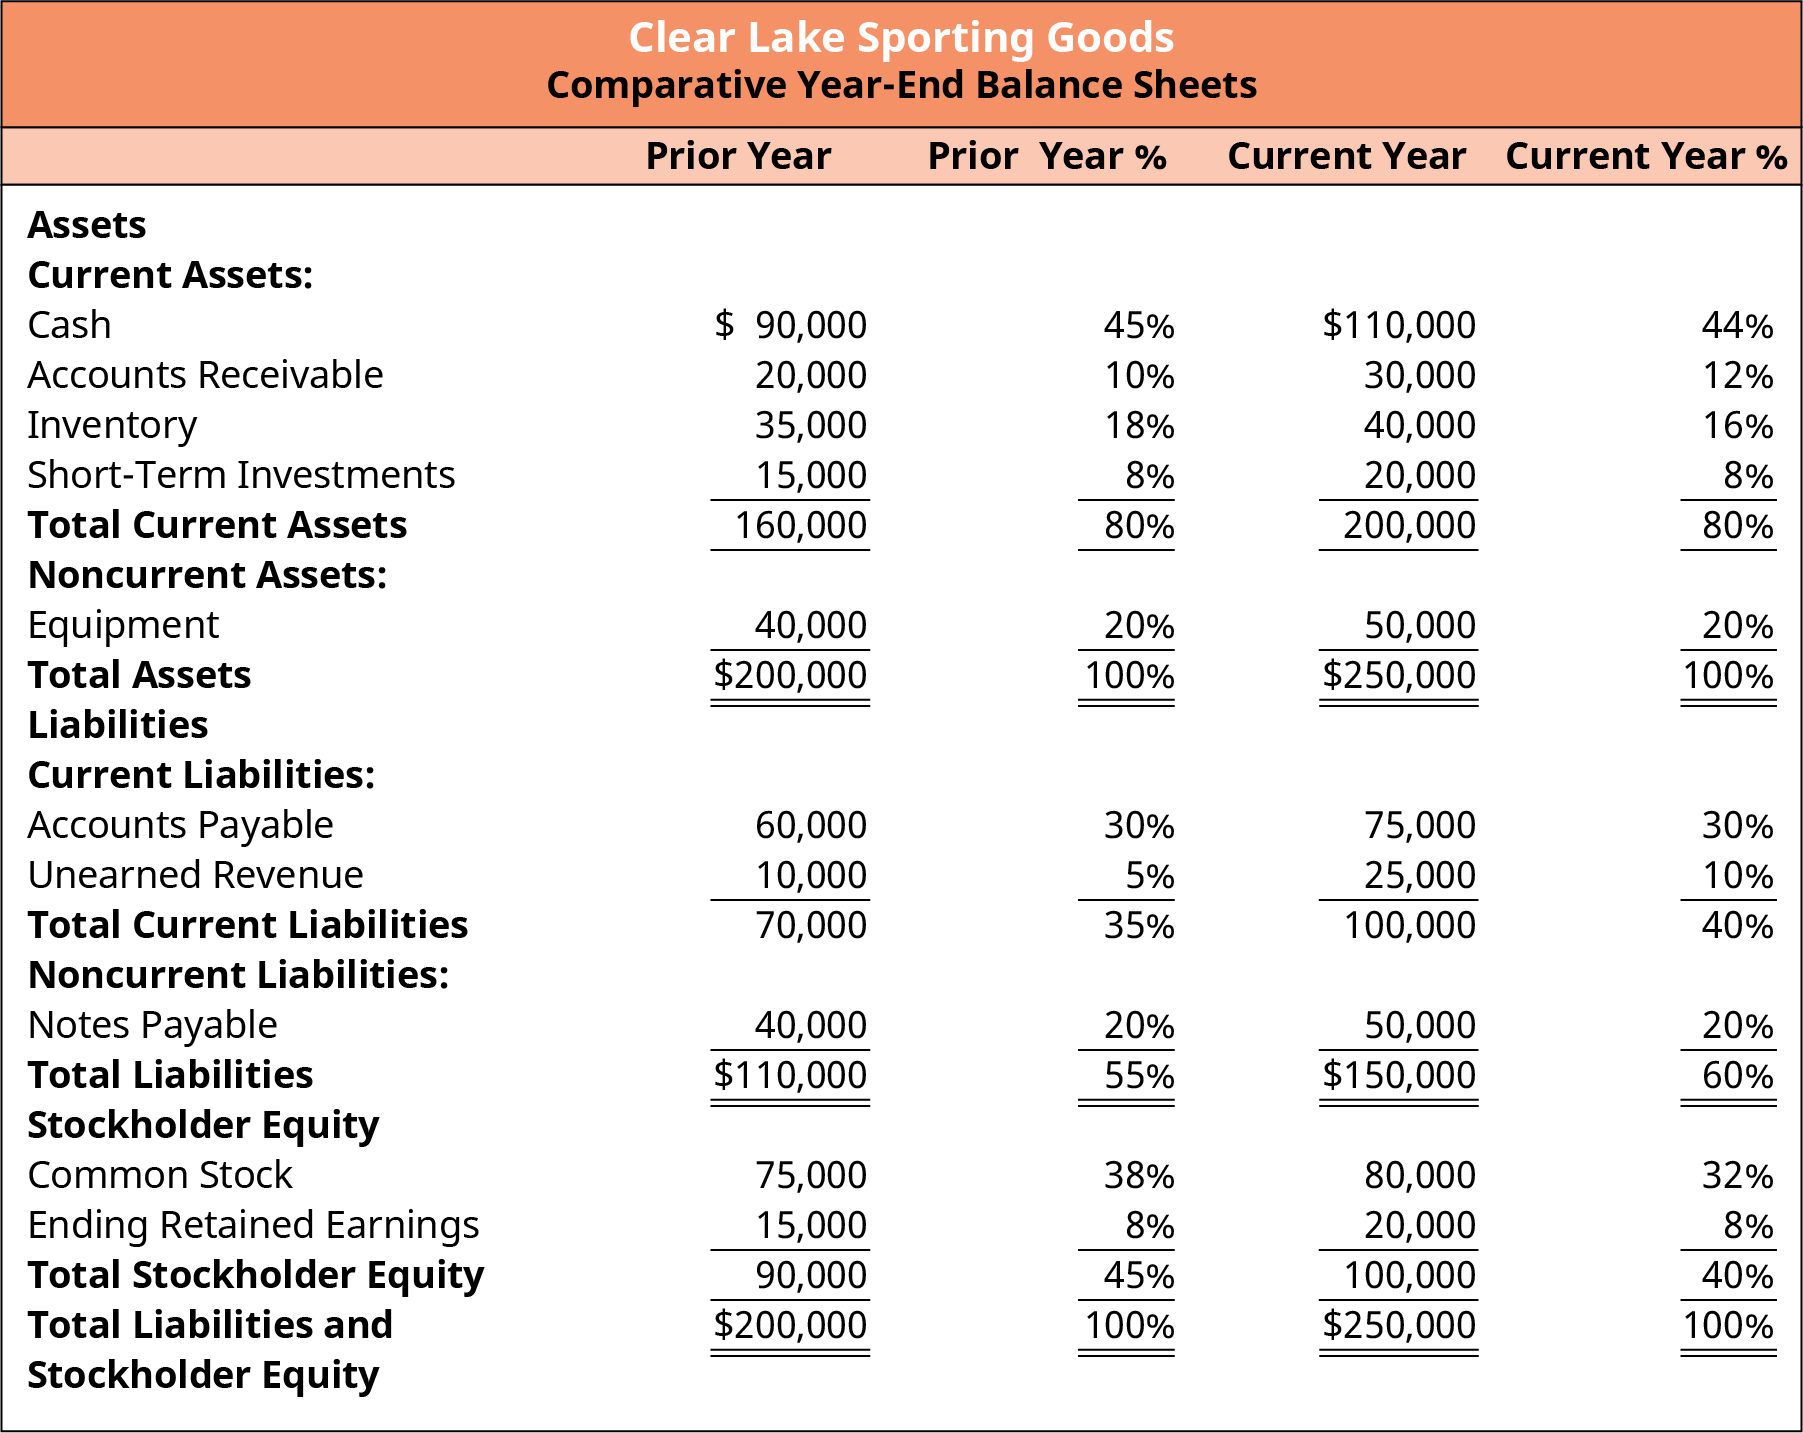 Clear Lake Sporting Goods
Comparative Year-End Balance Sheets
Prior Year Prior Year % Current Year Current Year %
Assets
Current Assets:
Cash $ 90,000 45% $110,000 44%
Accounts Receivable 20,000 10% 30,000 12%
Inventory 35,000 18% 40,000 16%
Short-Term Investments 15,000 8% 20,000 8%
Total Current Assets 160,000 80% 200,000 80%
Noncurrent Assets:
Equipment 40,000 20% 50,000 20%
Total Assets $200,000 100% $250,000 100%
Liabilities
Current Liabilities:
Accounts Payable 60,000 30% 75,000 30%
Unearned Revenue 10,000 5% 25,000 10%
Total Current Liabilities 70,000 35% 100,000 40%
Noncurrent Liabilities:
Notes Payable 40,000 20% 50,000 20%
Total Liabilities $110,000 55% $150,000 60%
Stockholder Equity
Common Stock 75,000 38% 80,000 32%
Ending Retained Earnings 15,000 8% 20,000 8%
Total Stockholder Equity 90,000 45% 100,000 40%
Total Liabilities and $200,000 100% $250,000 100%
Stockholder Equity